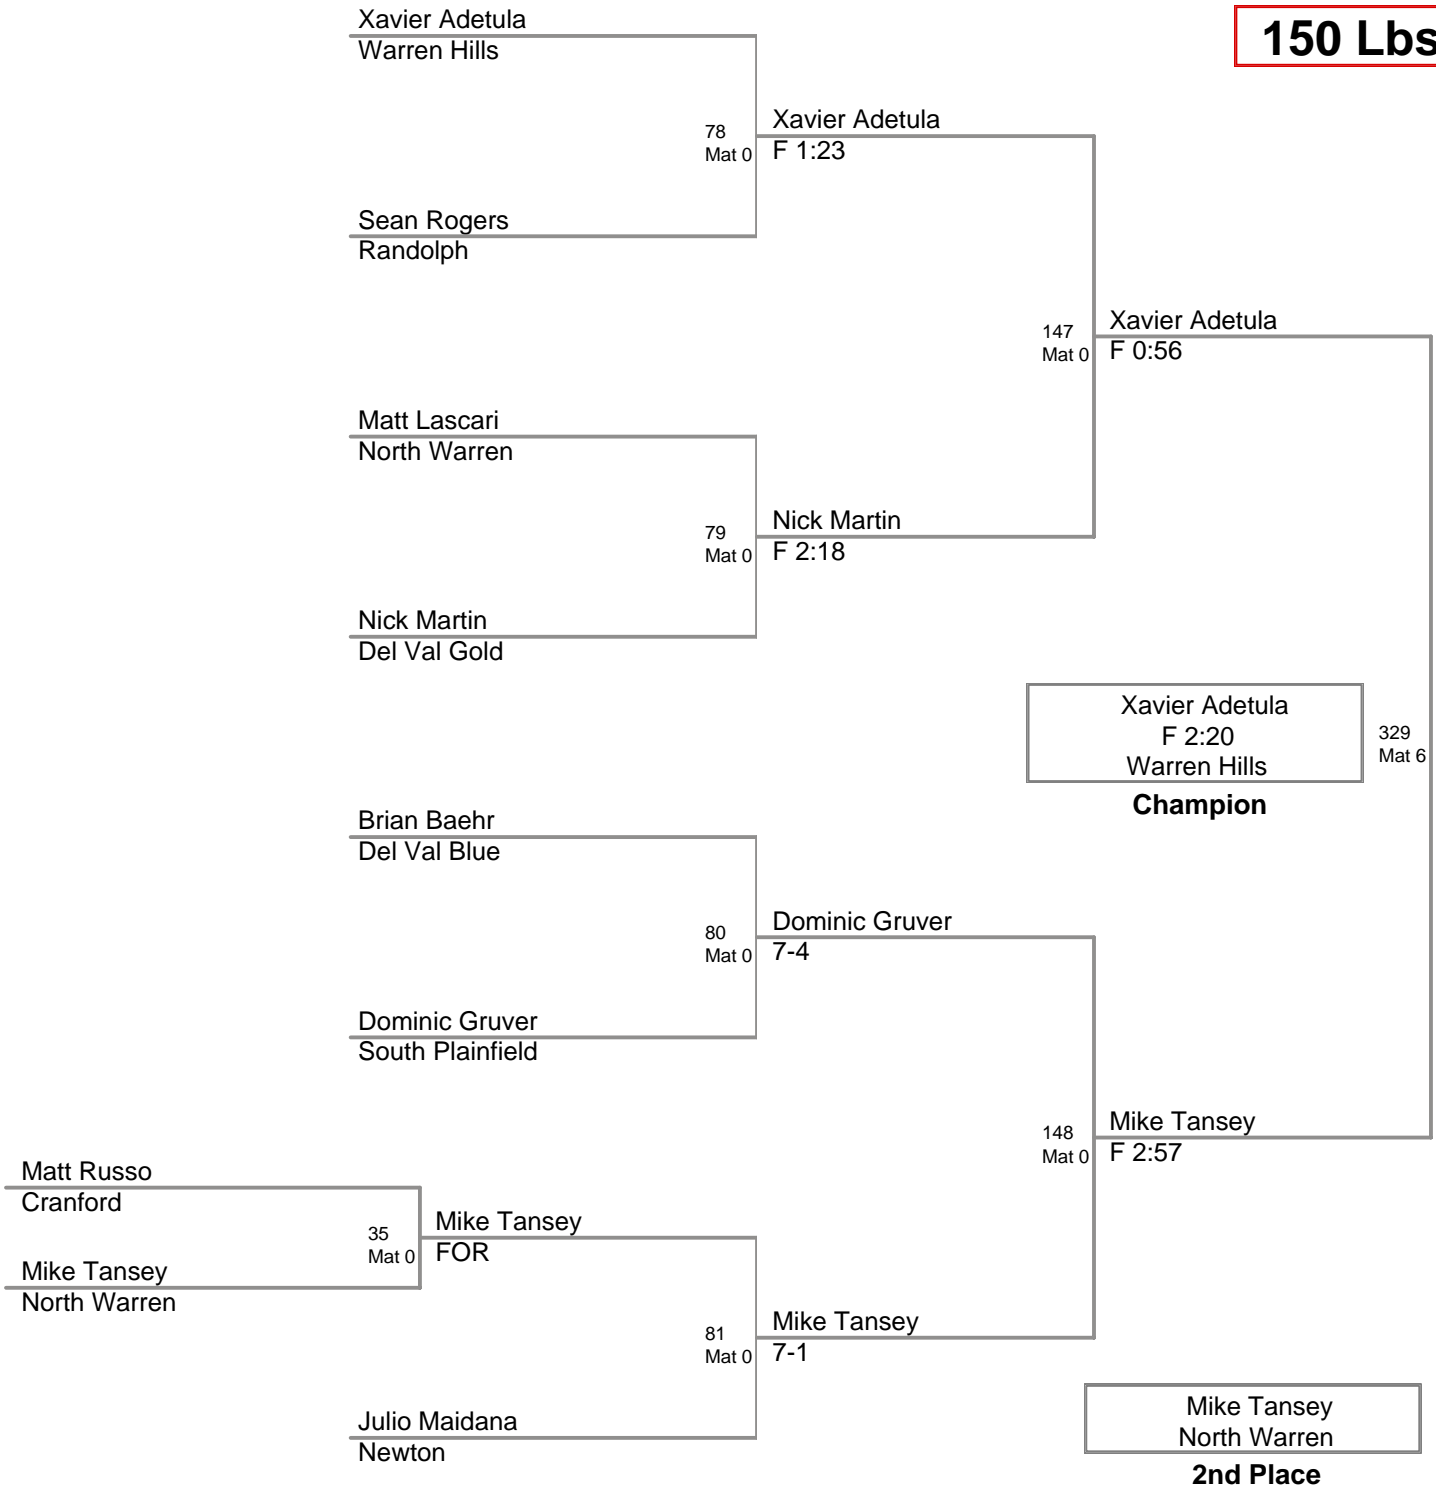 Xavier Adetula
Warren Hills
150 Lbs
78
Mat 0
Xavier Adetula
F 1:23
Sean Rogers
Randolph
147
Mat 0
Xavier Adetula
F 0:56
Matt Lascari
North Warren
79
Mat 0
Nick Martin
F 2:18
Nick Martin
Del Val Gold
Xavier Adetula
F 2:20
Warren Hills
Champion
329
Mat 6
Brian Baehr
Del Val Blue
80
Mat 0
Dominic Gruver
7-4
Dominic Gruver
South Plainfield
148
Mat 0
Mike Tansey
F 2:57
Matt Russo
Cranford
35
Mat 0
Mike Tansey
FOR
Mike Tansey
North Warren
81
Mat 0
Mike Tansey
7-1
Julio Maidana
Newton
Mike Tansey
North Warren
2nd Place